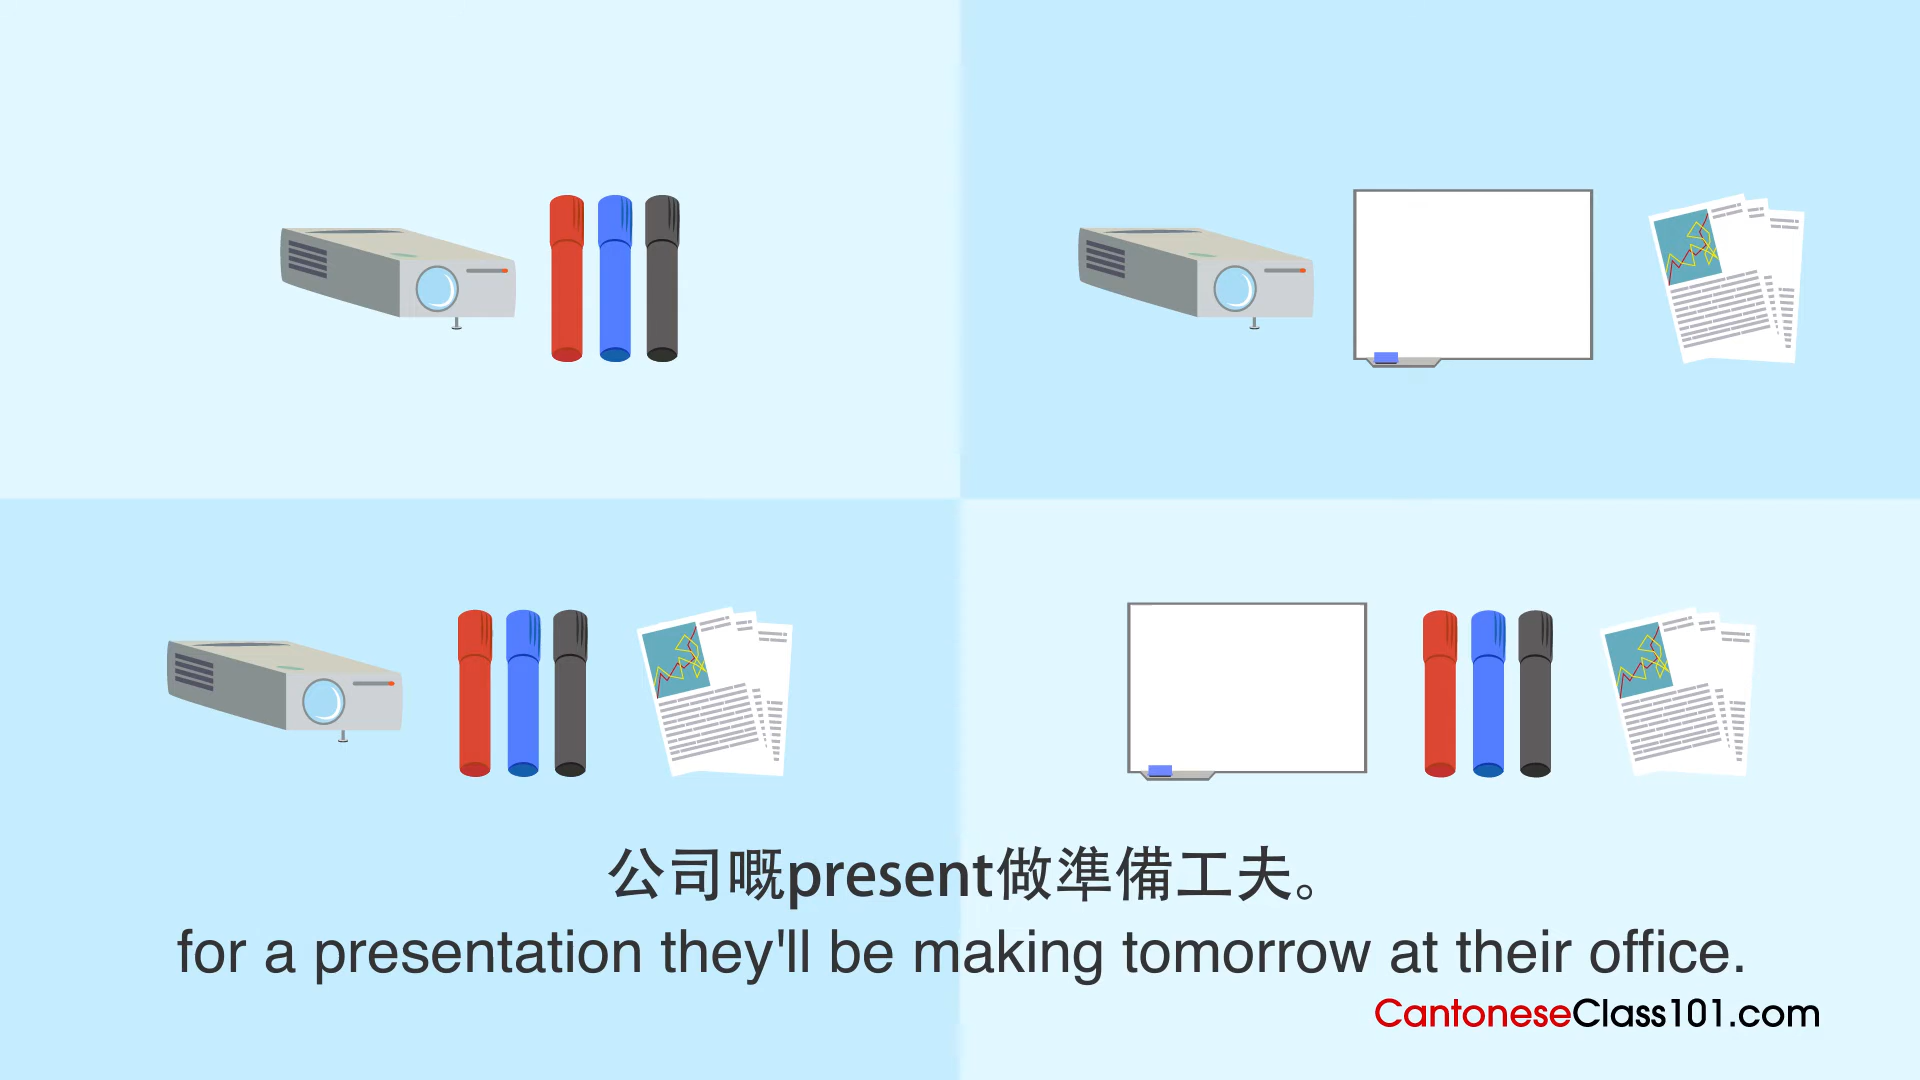 公司嘅present做準備工夫。
for a presentation they'll be making tomorrow at their office.
CantoneseClass101.com